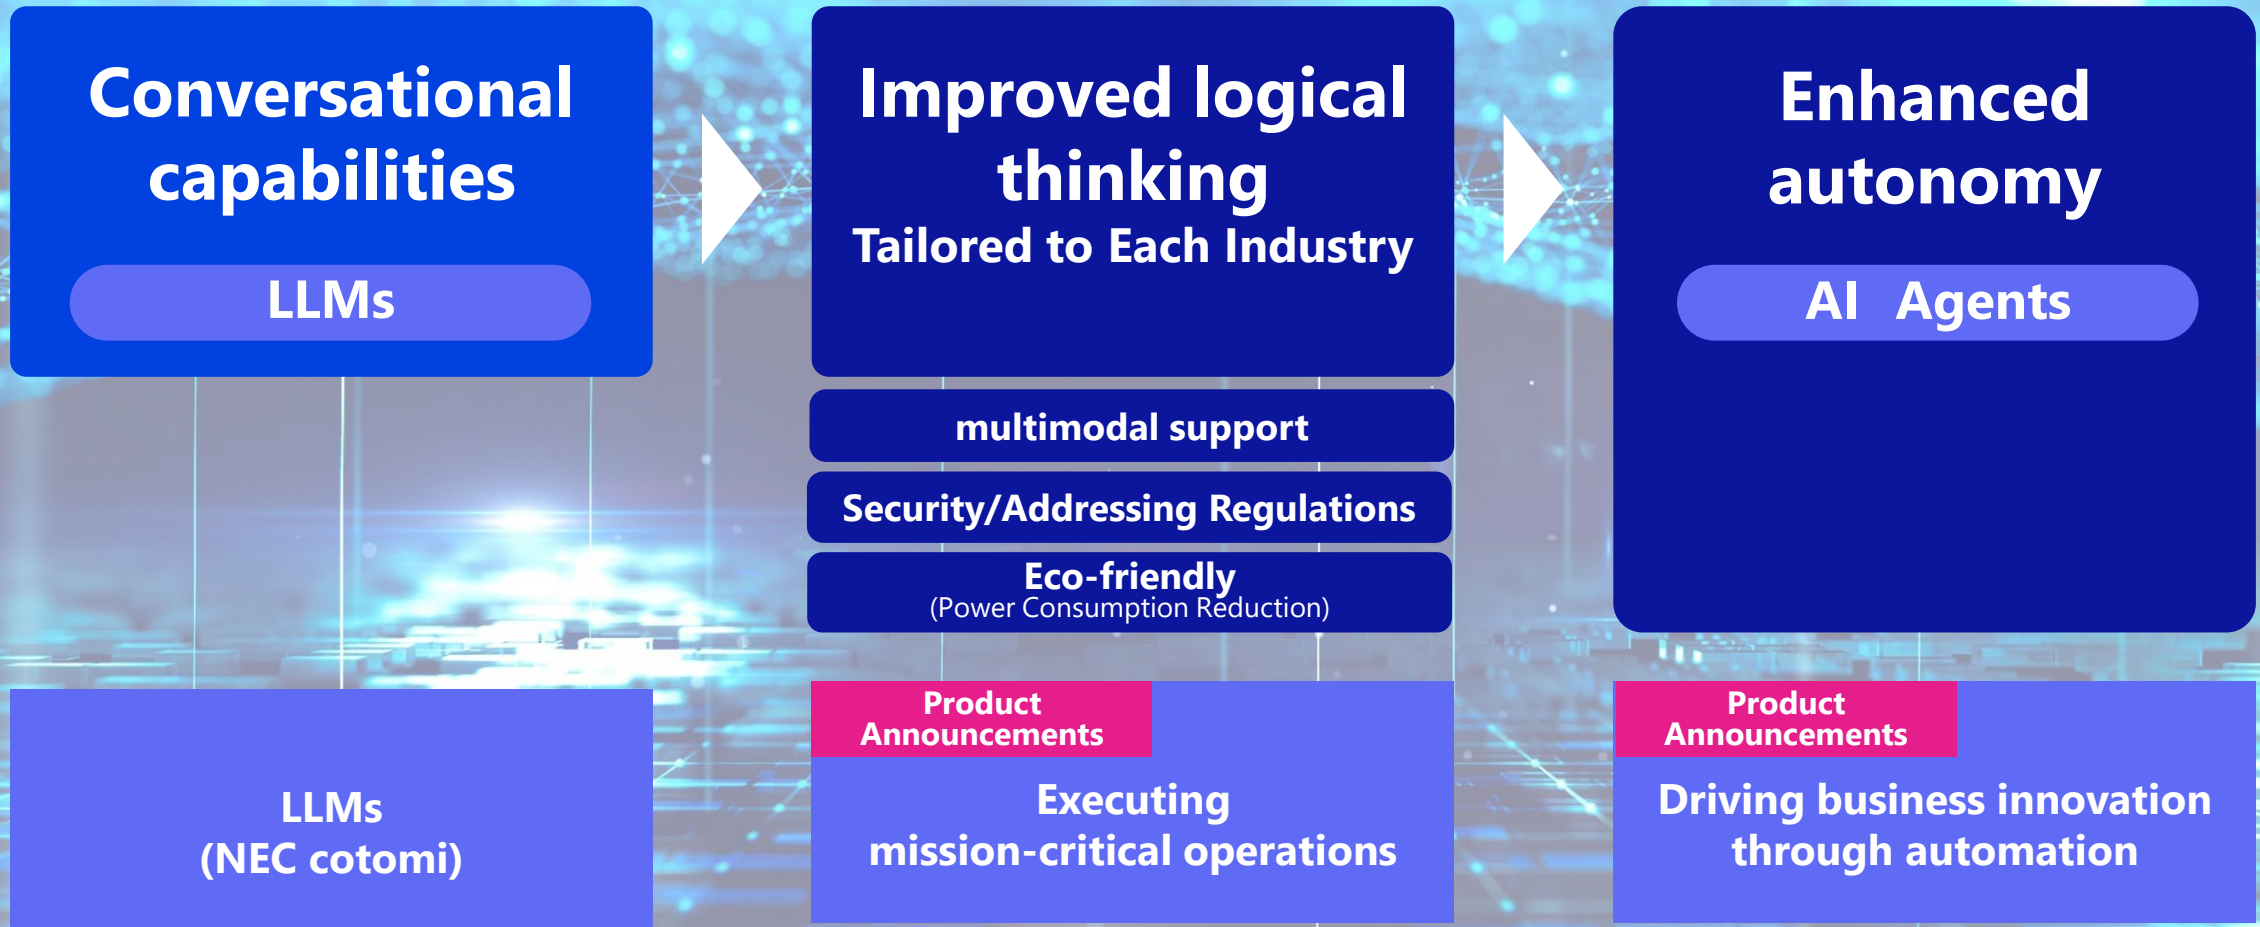 Conversational
capabilities
LLMs
Improved logical
thinking
Tailored to Each Industry
multimodal support
Security/Addressing Regulations
Eco-friendly
(Power Consumption Reduction)
Enhanced
autonomy
AI Agents
LLMs
(NEC cotomi)
Product
Announcements
Executing
mission-critical operations
Product
Announcements
Driving business innovation
through automation